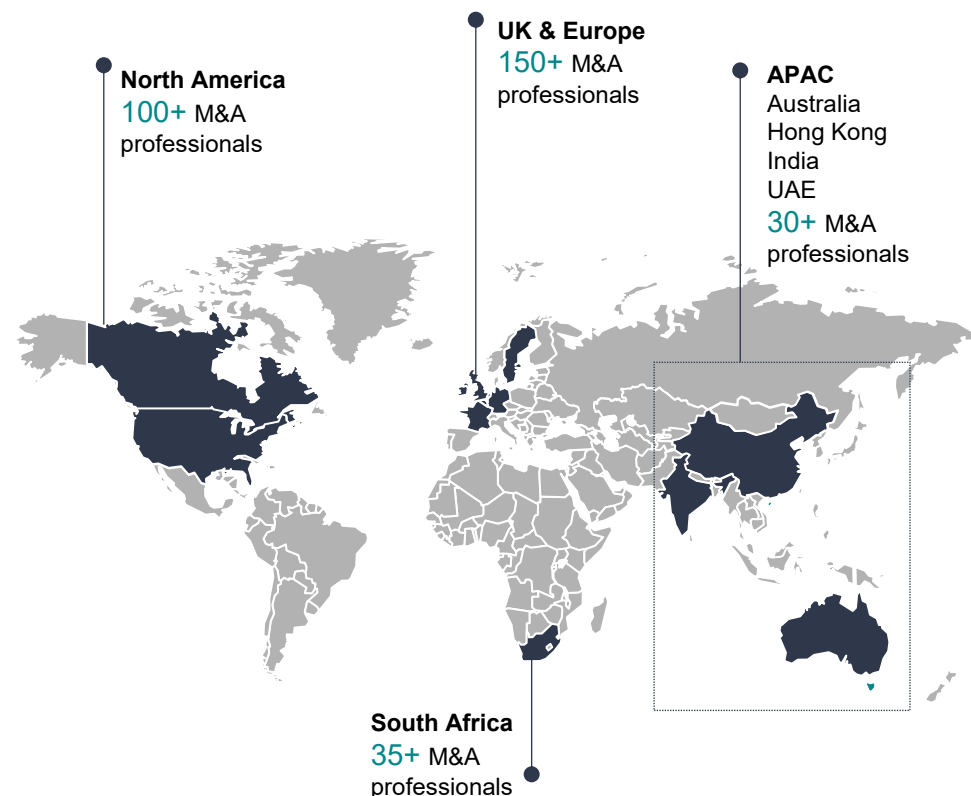 North America
100+ M&A
professionals
UK & Europe
150+ M&A
professionals
APAC
Australia
Hong Kong
India
UAE
30+ M&A
professionals
South Africa
35+ M&A
professionals